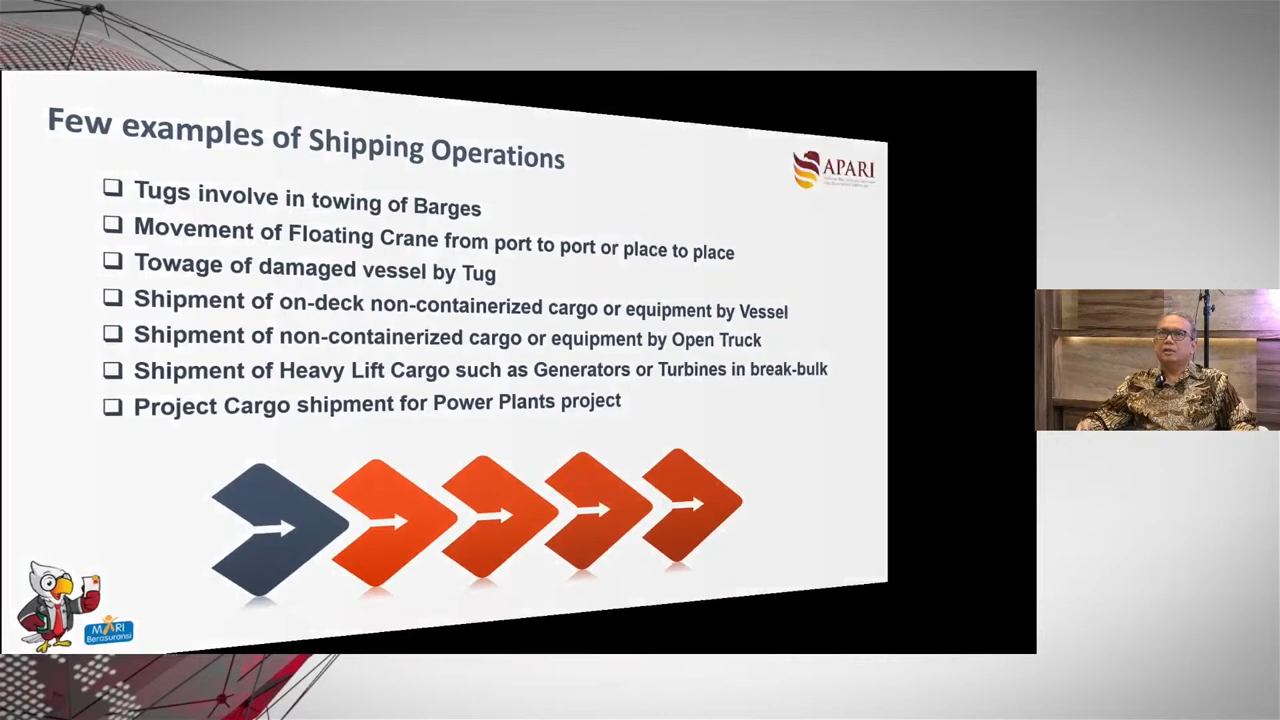 Few examples of Shipping Operations
APARI
Tugs involve in towing of Barges
Movement of Floating Crane from port to port or place to place
Towage of damaged vessel by Tug
Shipment of on-deck non-containerized cargo or equipment by Vessel
Shipment of non-containerized cargo or equipment by Open Truck
Shipment of Heavy Lift Cargo such as Generators or Turbines in break-bulk
Project Cargo shipment for Power Plants project
MARI
Berasuransi